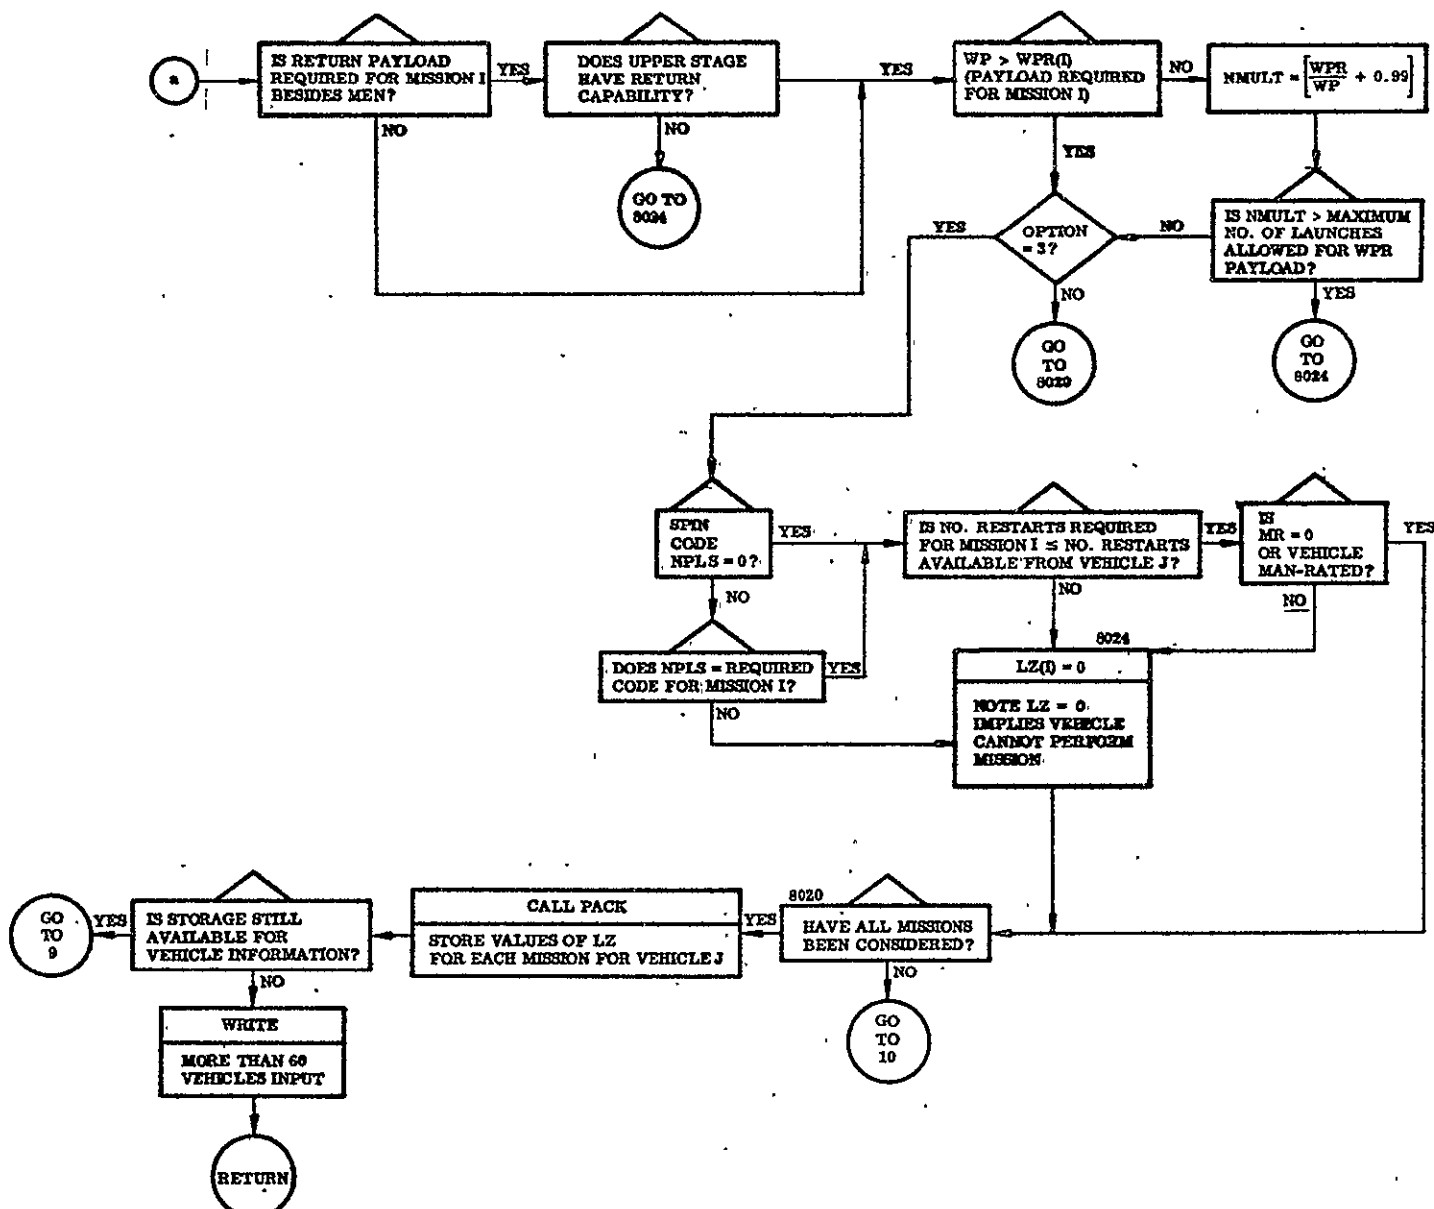 a
IS RETURN PAYLOAD
REQUIRED FOR MISSION I
BESIDES MEN?
YES
NO
DOES UPPER STAGE
HAVE RETURN
CAPABILITY?
YES
NO
GO TO
8024
WP > WPR(I)
(PAYLOAD REQUIRED
FOR MISSION I)
NO
YES
NMULT = [WPR/WP + 0.99]
IS NMULT > MAXIMUM
NO. OF LAUNCHES
ALLOWED FOR WPR
PAYLOAD?
NO
YES
GO
TO
8024
OPTION
= 3?
YES
NO
GO
TO
8020
SPIN
CODE
NPLS = 0?
YES
NO
DOES NPLS = REQUIRED
CODE FOR MISSION I?
YES
NO
IS NO. RESTARTS REQUIRED
FOR MISSION I ≤ NO. RESTARTS
AVAILABLE FROM VEHICLE J?
YES
NO
IS
MR = 0
OR VEHICLE
MAN-RATED?
YES
NO
8024
LZ(I) = 0
NOTE LZ = 0
IMPLIES VEHICLE
CANNOT PERFORM
MISSION
8020
HAVE ALL MISSIONS
BEEN CONSIDERED?
YES
NO
GO
TO
10
CALL PACK
STORE VALUES OF LZ
FOR EACH MISSION FOR VEHICLE J
IS STORAGE STILL
AVAILABLE FOR
VEHICLE INFORMATION?
YES
GO
TO
9
NO
WRITE
MORE THAN 60
VEHICLES INPUT
RETURN